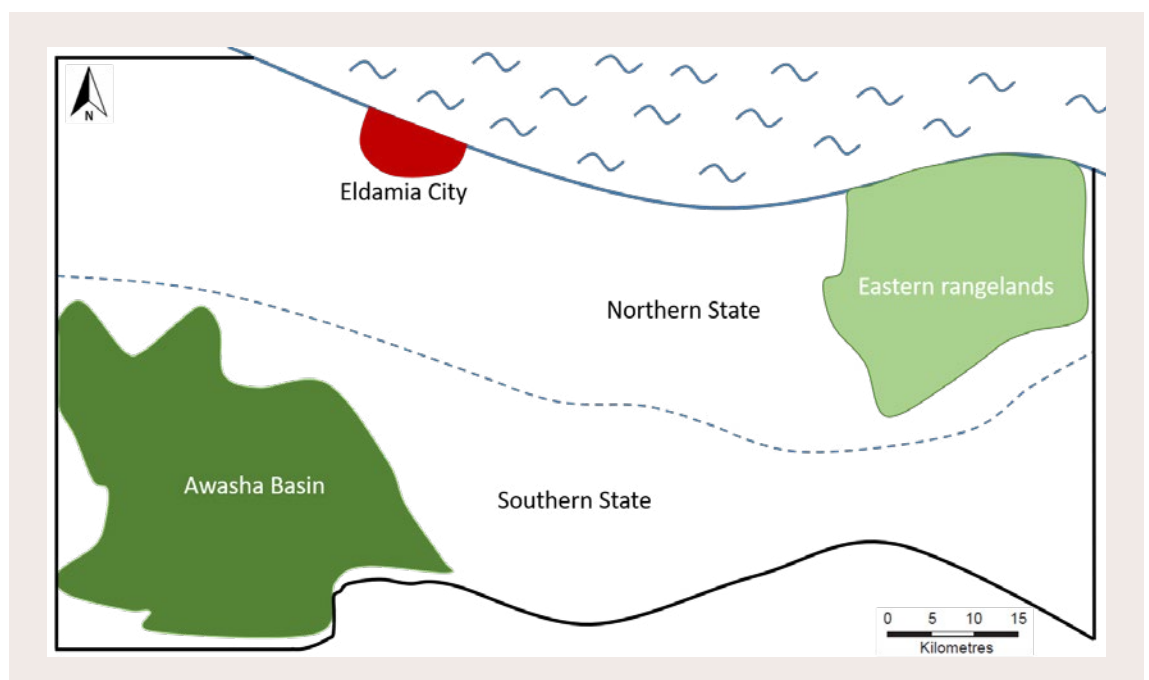 N
Eldamia City
Eastern rangelands
Northern State
Awasha Basin
Southern State
0 5 10 15
Kilometres